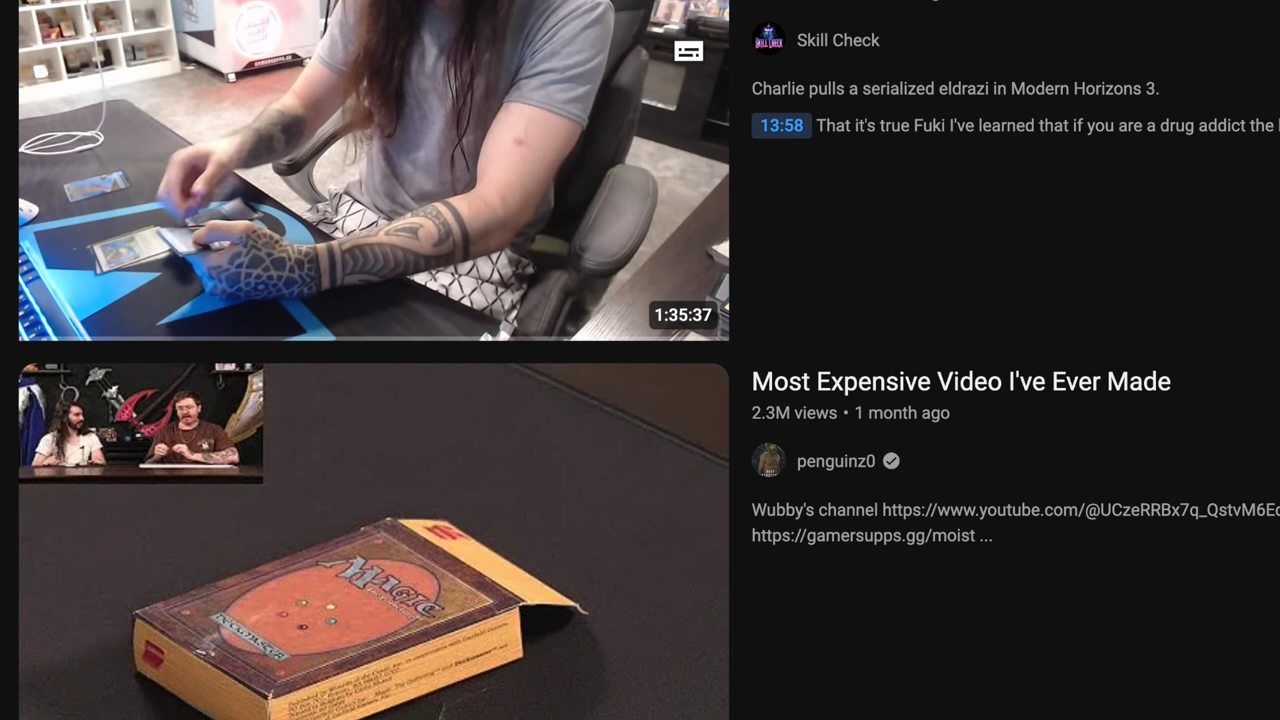 Skill Check
Charlie pulls a serialized eldrazi in Modern Horizons 3.
13:58 That it's true Fuki I've learned that if you are a drug addict the
1:35:37
Most Expensive Video I've Ever Made
2.3M views • 1 month ago
penguinz0
Wubby's channel https://www.youtube.com/@UCzeRRBx7q_QstvM6Ec
https://gamersupps.gg/moist ...
MAGIC
DECKMASTER